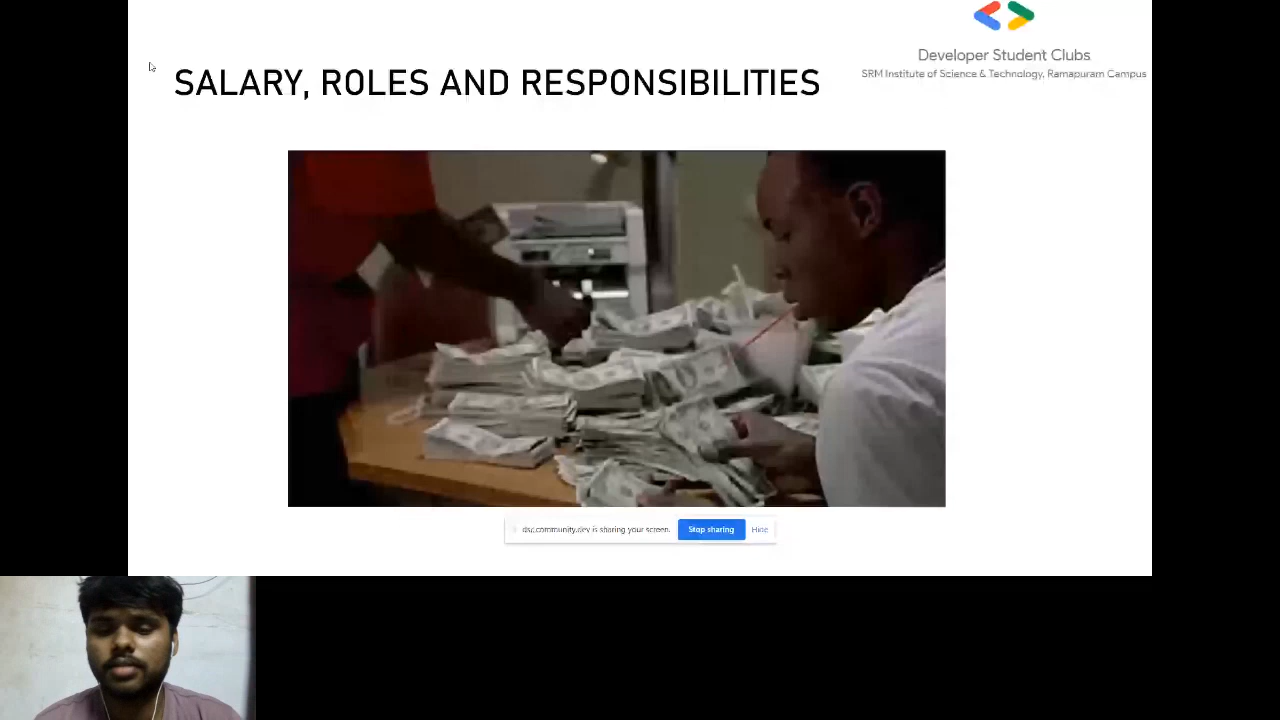 Developer Student Clubs
SRM Institute of Science & Technology, Ramapuram Campus
SALARY, ROLES AND RESPONSIBILITIES
dsc.community.dev is sharing your screen. Stop sharing Hide